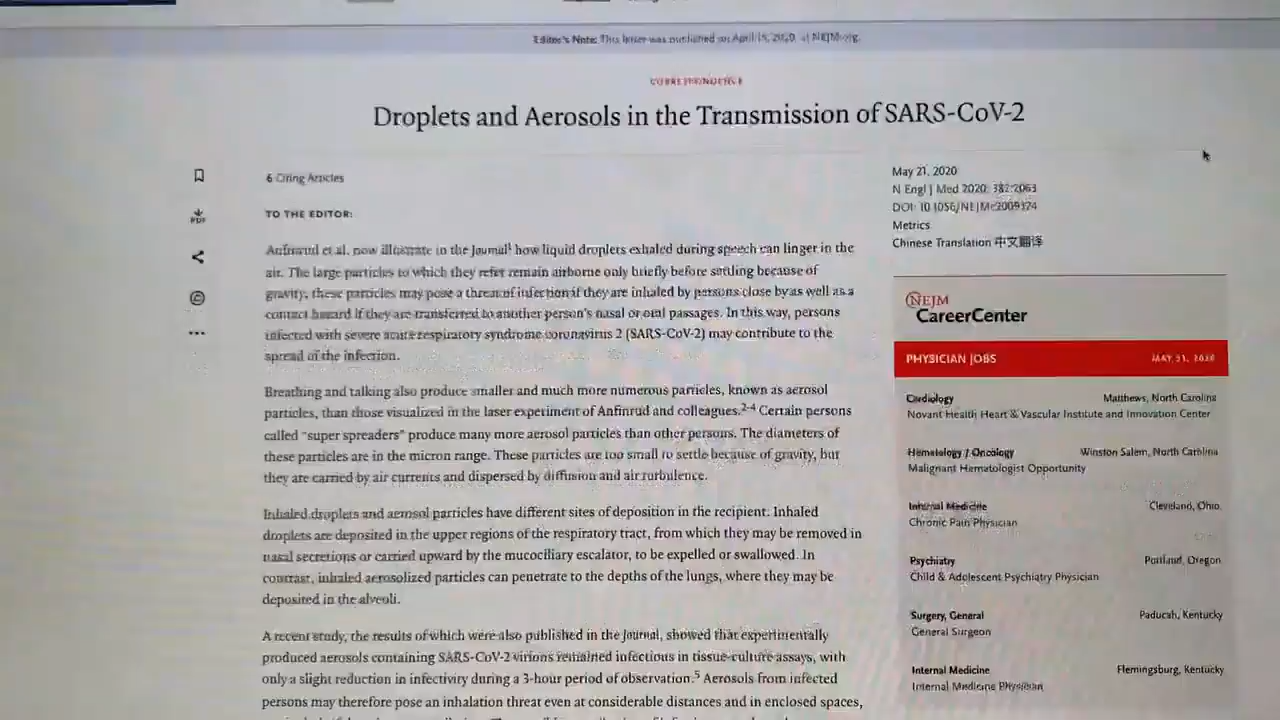 Editor's Note: This letter was published on April 15, 2020, at NEJM.org.
CORRESPONDENCE
Droplets and Aerosols in the Transmission of SARS-CoV-2
6 Citing Articles
TO THE EDITOR:
Anfinrud et al. now illustrate in the Journal1 how liquid droplets exhaled during speech can linger in the
air. The large particles to which they refer remain airborne only briefly before settling because of
gravity; these particles may pose a threat of infection if they are inhaled by persons close by as well as a
contact hazard if they are transferred to another person's nasal or oral passages. In this way, persons
infected with severe acute respiratory syndrome coronavirus 2 (SARS-CoV-2) may contribute to the
spread of the infection.
Breathing and talking also produce smaller and much more numerous particles, known as aerosol
particles, than those visualized in the laser experiment of Anfinrud and colleagues.2-4 Certain persons
called "super spreaders" produce many more aerosol particles than other persons. The diameters of
these particles are in the micron range. These particles are too small to settle because of gravity, but
they are carried by air currents and dispersed by diffusion and air turbulence.
Inhaled droplets and aerosol particles have different sites of deposition in the recipient. Inhaled
droplets are deposited in the upper regions of the respiratory tract, from which they may be removed in
nasal secretions or carried upward by the mucociliary escalator, to be expelled or swallowed. In
contrast, inhaled aerosolized particles can penetrate to the depths of the lungs, where they may be
deposited in the alveoli.
A recent study, the results of which were also published in the Journal, showed that experimentally
produced aerosols containing SARS-CoV-2 virions remained infectious in tissue-culture assays, with
only a slight reduction in infectivity during a 3-hour period of observation.5 Aerosols from infected
persons may therefore pose an inhalation threat even at considerable distances and in enclosed spaces,
PDF
May 21, 2020
N Engl J Med 2020; 382:2063
DOI: 10.1056/NEJMc2009324
Metrics
Chinese Translation 中文翻译
NEJM
CareerCenter
PHYSICIAN JOBS MAY 31, 2020
Cardiology Matthews, North Carolina
Novant Health Heart & Vascular Institute and Innovation Center
Hematology / Oncology Winston Salem, North Carolina
Malignant Hematologist Opportunity
Internal Medicine Cleveland, Ohio
Chronic Pain Physician
Psychiatry Portland, Oregon
Child & Adolescent Psychiatry Physician
Surgery, General Paducah, Kentucky
General Surgeon
Internal Medicine Flemingsburg, Kentucky
Internal Medicine Physician